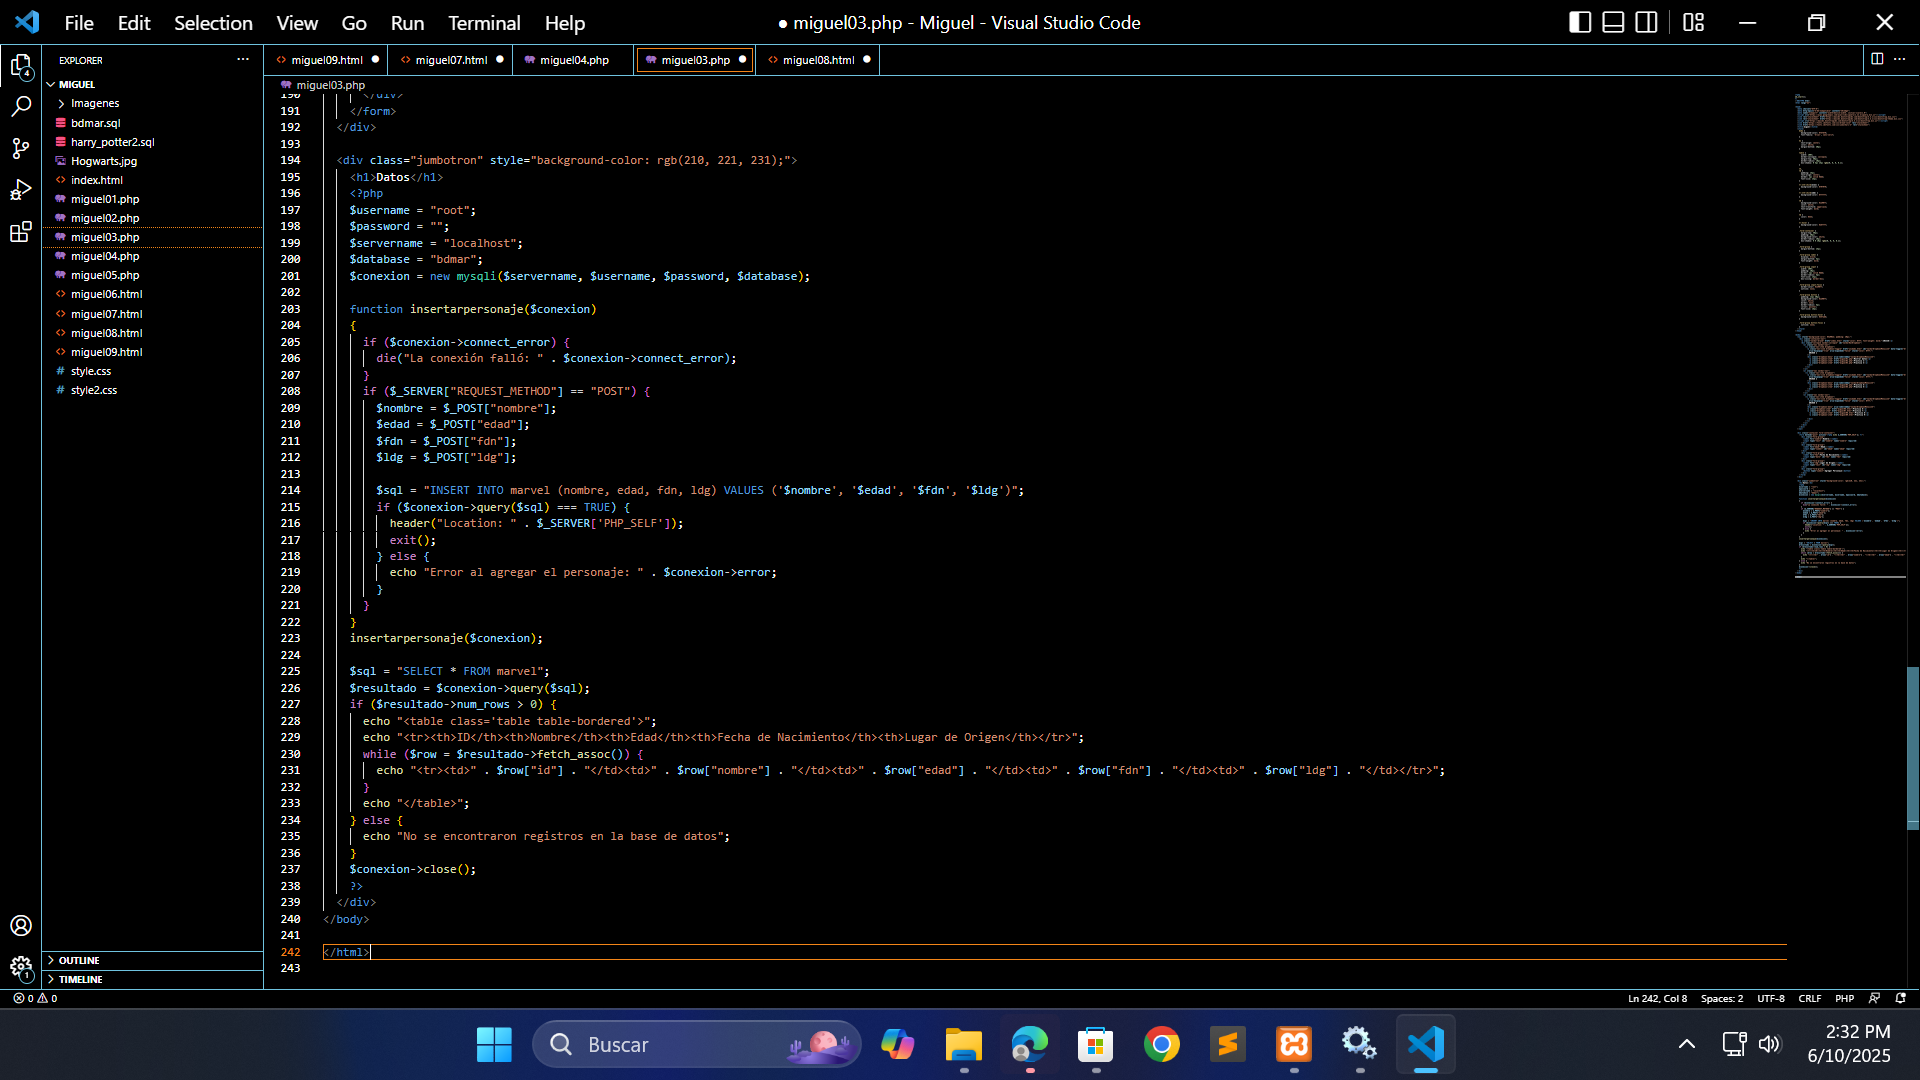 File Edit Selection View Go Run Terminal Help
● miguel03.php - Miguel - Visual Studio Code
EXPLORER
MIGUEL
Imagenes
bdmar.sql
harry_potter2.sql
Hogwarts.jpg
index.html
miguel01.php
miguel02.php
miguel03.php
miguel04.php
miguel05.php
miguel06.html
miguel07.html
miguel08.html
miguel09.html
style.css
style2.css
OUTLINE
TIMELINE
miguel09.html miguel07.html miguel04.php miguel03.php miguel08.html
miguel03.php
190 </div>
191 </form>
192 </div>
193
194 <div class="jumbotron" style="background-color: rgb(210, 221, 231);">
195 <h1>Datos</h1>
196 <?php
197 $username = "root";
198 $password = "";
199 $servername = "localhost";
200 $database = "bdmar";
201 $conexion = new mysqli($servername, $username, $password, $database);
202
203 function insertarpersonaje($conexion)
204 {
205 if ($conexion->connect_error) {
206 die("La conexión falló: " . $conexion->connect_error);
207 }
208 if ($_SERVER["REQUEST_METHOD"] == "POST") {
209 $nombre = $_POST["nombre"];
210 $edad = $_POST["edad"];
211 $fdn = $_POST["fdn"];
212 $ldg = $_POST["ldg"];
213
214 $sql = "INSERT INTO marvel (nombre, edad, fdn, ldg) VALUES ('$nombre', '$edad', '$fdn', '$ldg')";
215 if ($conexion->query($sql) === TRUE) {
216 header("Location: " . $_SERVER['PHP_SELF']);
217 exit();
218 } else {
219 echo "Error al agregar el personaje: " . $conexion->error;
220 }
221 }
222 }
223 insertarpersonaje($conexion);
224
225 $sql = "SELECT * FROM marvel";
226 $resultado = $conexion->query($sql);
227 if ($resultado->num_rows > 0) {
228 echo "<table class='table table-bordered'>";
229 echo "<tr><th>ID</th><th>Nombre</th><th>Edad</th><th>Fecha de Nacimiento</th><th>Lugar de Origen</th></tr>";
230 while ($row = $resultado->fetch_assoc()) {
231 echo "<tr><td>" . $row["id"] . "</td><td>" . $row["nombre"] . "</td><td>" . $row["edad"] . "</td><td>" . $row["fdn"] . "</td><td>" . $row["ldg"] . "</td></tr>";
232 }
233 echo "</table>";
234 } else {
235 echo "No se encontraron registros en la base de datos";
236 }
237 $conexion->close();
238 ?>
239 </div>
240 </body>
241
242 </html>
243
0 0
Ln 242, Col 8 Spaces: 2 UTF-8 CRLF PHP
Buscar
2:32 PM
6/10/2025